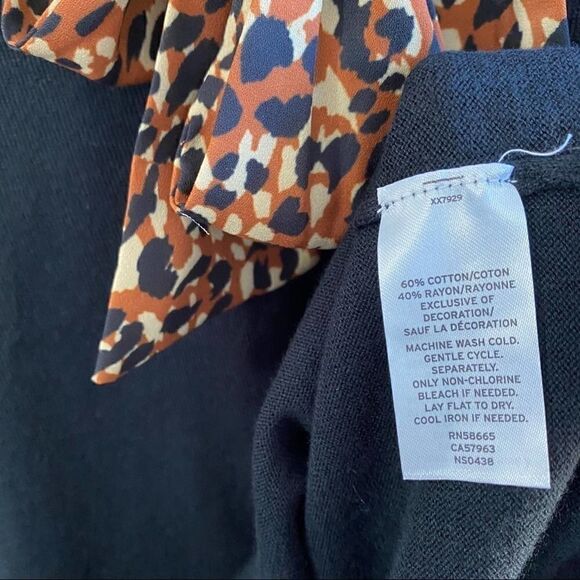 XX7929
60% COTTON/COTON
40% RAYON/RAYONNE
EXCLUSIVE OF
DECORATION/
SAUF LA DÉCORATION
MACHINE WASH COLD.
GENTLE CYCLE.
SEPARATELY.
ONLY NON-CHLORINE
BLEACH IF NEEDED.
LAY FLAT TO DRY.
COOL IRON IF NEEDED.
RN58665
CA57963
NS0438